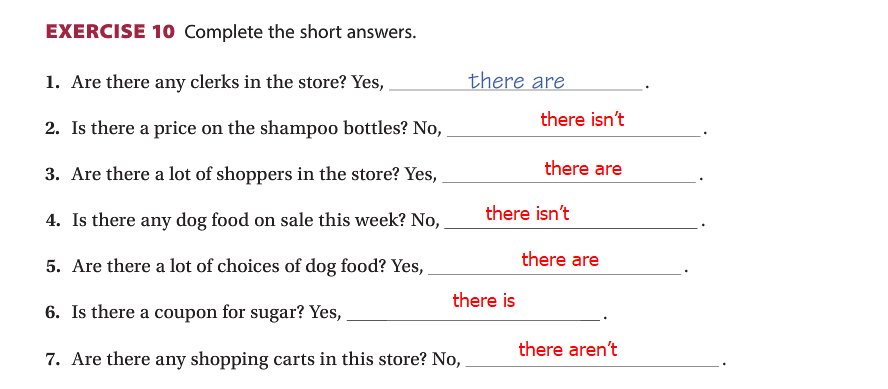 EXERCISE 10 Complete the short answers.
1. Are there any clerks in the store? Yes, there are .
2. Is there a price on the shampoo bottles? No, there isn't .
3. Are there a lot of shoppers in the store? Yes, there are .
4. Is there any dog food on sale this week? No, there isn't .
5. Are there a lot of choices of dog food? Yes, there are .
6. Is there a coupon for sugar? Yes, there is .
7. Are there any shopping carts in this store? No, there aren't .